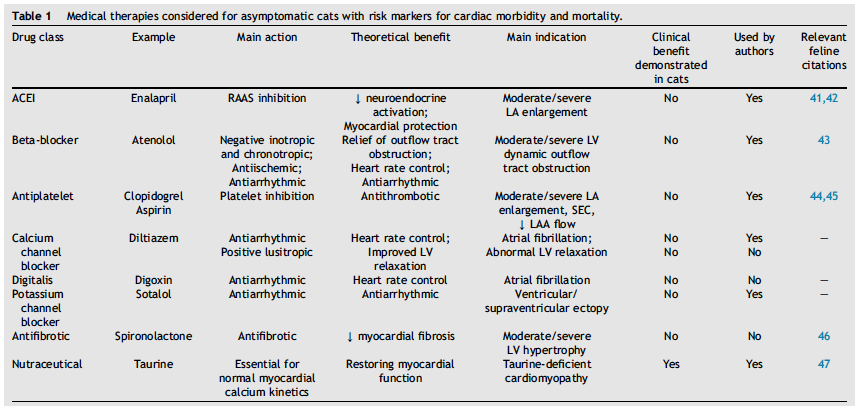 Table 1 Medical therapies considered for asymptomatic cats with risk markers for cardiac morbidity and mortality.
Drug class Example Main action Theoretical benefit Main indication Clinical Used by Relevant
benefit authors feline
demonstrated citations
in cats
ACEI Enalapril RAAS inhibition ↓ neuroendocrine Moderate/severe No Yes 41,42
activation; LA enlargement
Myocardial protection
Beta-blocker Atenolol Negative inotropic Relief of outflow tract Moderate/severe LV No Yes 43
and chronotropic; obstruction; dynamic outflow
Antiischemic; Heart rate control; tract obstruction
Antiarrhythmic Antiarrhythmic
Antiplatelet Clopidogrel Platelet inhibition Antithrombotic Moderate/severe LA No Yes 44,45
Aspirin enlargement, SEC,
↓ LAA flow
Calcium Diltiazem Antiarrhythmic Heart rate control; Atrial fibrillation; No Yes –
channel Positive lusitropic Improved LV Abnormal LV relaxation No No
blocker relaxation
Digitalis Digoxin Antiarrhythmic Heart rate control Atrial fibrillation No No –
Potassium Sotalol Antiarrhythmic Antiarrhythmic Ventricular/ No Yes –
channel supraventricular ectopy
blocker
Antifibrotic Spironolactone Antifibrotic ↓ myocardial fibrosis Moderate/severe No No 46
LV hypertrophy
Nutraceutical Taurine Essential for Restoring myocardial Taurine-deficient Yes Yes 47
normal myocardial function cardiomyopathy
calcium kinetics